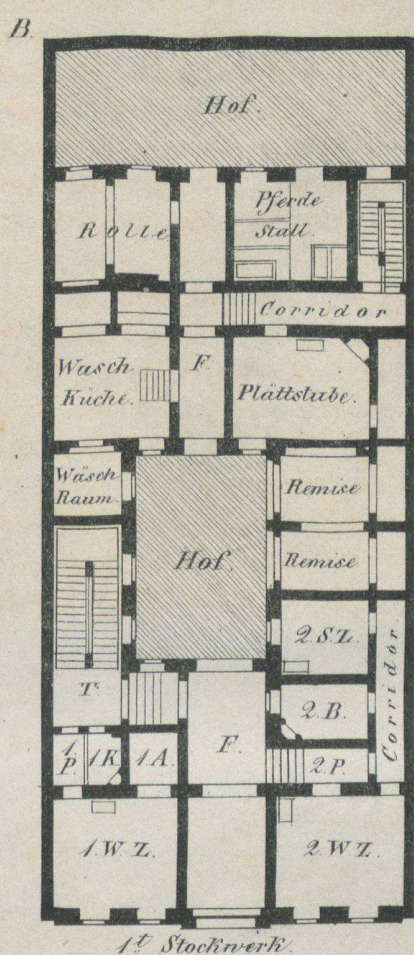 B.
Hof.
Pferde
Stall.
Rolle
Corridor
Wasch
Küche.
F.
Plättstube.
Wäsch
Raum.
Remise
Hof.
Remise
2.S.Z.
Corridor.
T.
2.B.
1.
P.
1.K.
1.A.
F.
2.P.
1.W.Z.
2.W.Z.
1t. Stockwerk.